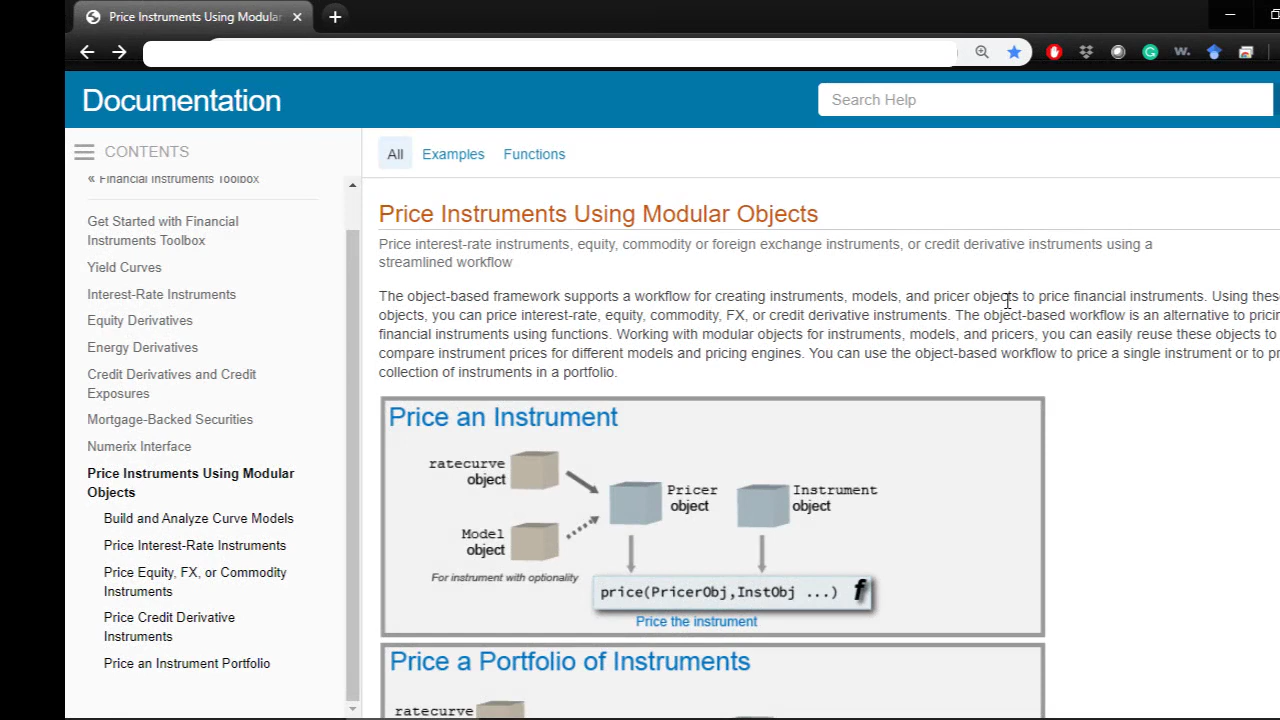 Price Instruments Using Modular
Documentation
Search Help
CONTENTS
« Financial Instruments Toolbox
Get Started with Financial
Instruments Toolbox
Yield Curves
Interest-Rate Instruments
Equity Derivatives
Energy Derivatives
Credit Derivatives and Credit
Exposures
Mortgage-Backed Securities
Numerix Interface
Price Instruments Using Modular
Objects
Build and Analyze Curve Models
Price Interest-Rate Instruments
Price Equity, FX, or Commodity
Instruments
Price Credit Derivative
Instruments
Price an Instrument Portfolio
All Examples Functions
Price Instruments Using Modular Objects
Price interest-rate instruments, equity, commodity or foreign exchange instruments, or credit derivative instruments using a
streamlined workflow
The object-based framework supports a workflow for creating instruments, models, and pricer objects to price financial instruments. Using
objects, you can price interest-rate, equity, commodity, FX, or credit derivative instruments. The object-based workflow is an alternative to
financial instruments using functions. Working with modular objects for instruments, models, and pricers, you can easily reuse these objects to
compare instrument prices for different models and pricing engines. You can use the object-based workflow to price a single instrument or to
collection of instruments in a portfolio.
Price an Instrument
ratecurve
object
Pricer
object
Instrument
object
Model
object
For instrument with optionality
price(PricerObj,InstObj ...) f
Price the instrument
Price a Portfolio of Instruments
ratecurve